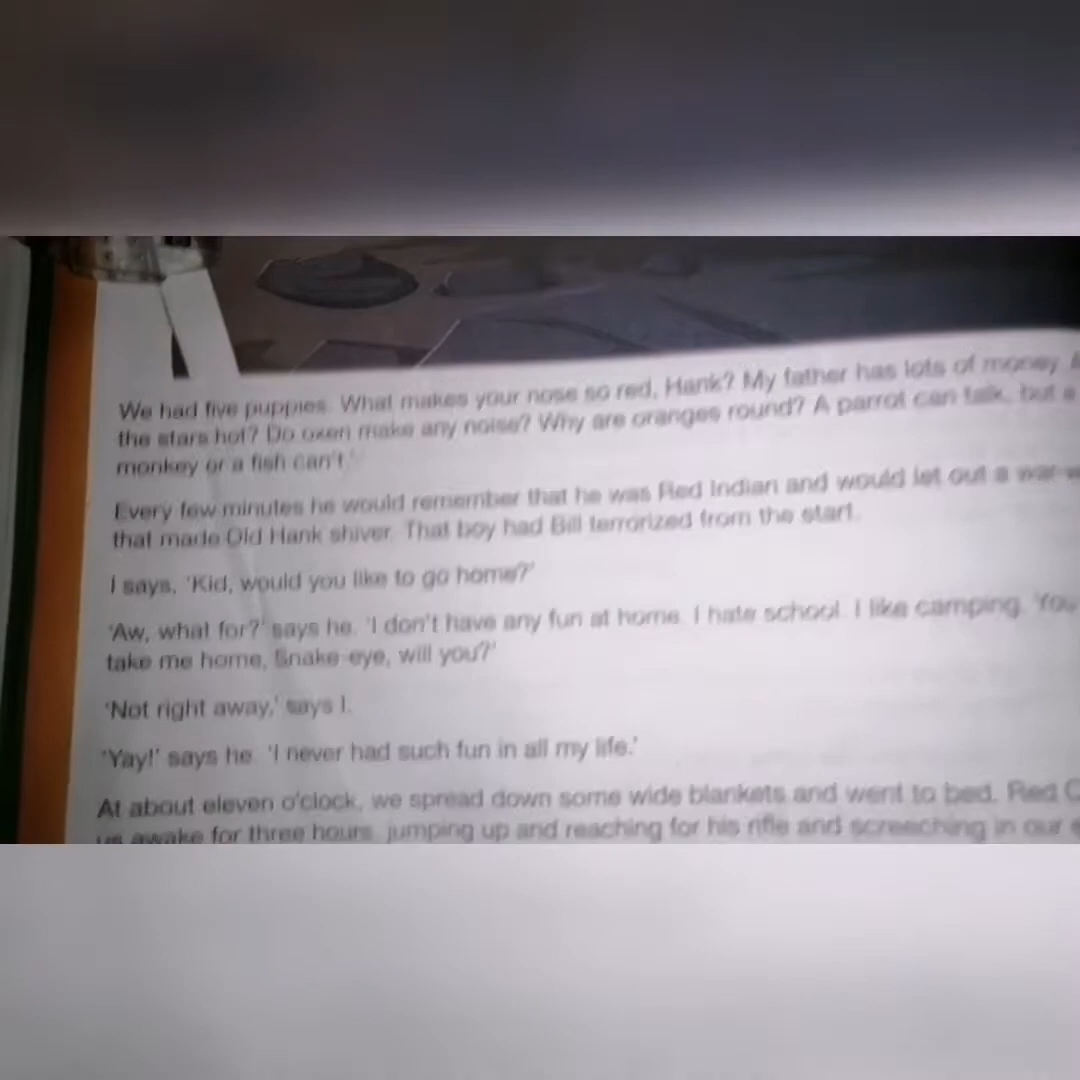 We had five puppies. What makes your nose so red, Hank? My father has lots of money.
the stars hot? Do oxen make any noise? Why are oranges round? A parrot can talk, but a
monkey or a fish can't.'
Every few minutes he would remember that he was Red Indian and would let out a war-
that made Old Hank shiver. That boy had Bill terrorized from the start.
I says, 'Kid, would you like to go home?'
'Aw, what for?' says he. 'I don't have any fun at home. I hate school. I like camping. 'You
take me home, Snake-eye, will you?'
'Not right away,' says I.
'Yay!' says he. 'I never had such fun in all my life.'
At about eleven o'clock, we spread down some wide blankets and went to bed. Red
us awake for three hours, jumping up and reaching for his rifle and screeching in our